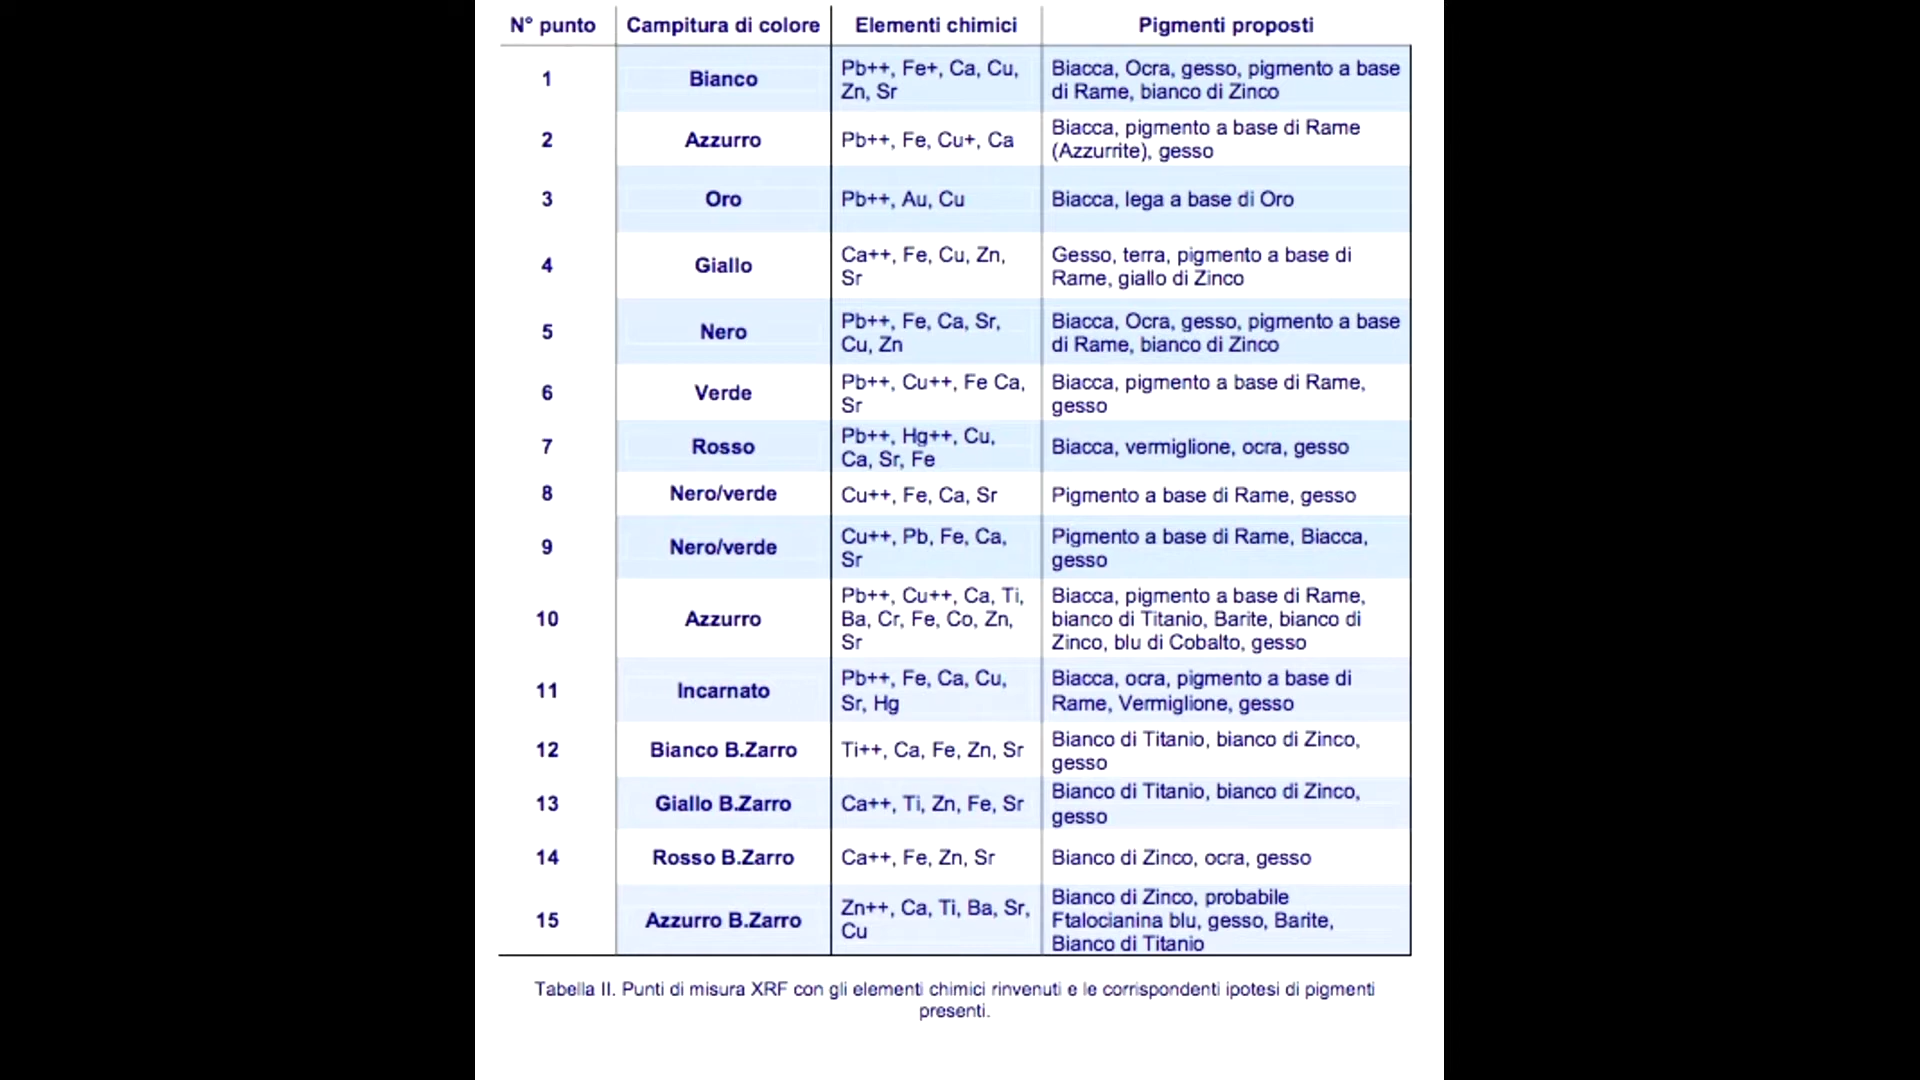 N° punto Campitura di colore Elementi chimici Pigmenti proposti
1 Bianco Pb++, Fe+, Ca, Cu, Zn, Sr Biacca, Ocra, gesso, pigmento a base di Rame, bianco di Zinco
2 Azzurro Pb++, Fe, Cu+, Ca Biacca, pigmento a base di Rame (Azzurrite), gesso
3 Oro Pb++, Au, Cu Biacca, lega a base di Oro
4 Giallo Ca++, Fe, Cu, Zn, Sr Gesso, terra, pigmento a base di Rame, giallo di Zinco
5 Nero Pb++, Fe, Ca, Sr, Cu, Zn Biacca, Ocra, gesso, pigmento a base di Rame, bianco di Zinco
6 Verde Pb++, Cu++, Fe Ca, Sr Biacca, pigmento a base di Rame, gesso
7 Rosso Pb++, Hg++, Cu, Ca, Sr, Fe Biacca, vermiglione, ocra, gesso
8 Nero/verde Cu++, Fe, Ca, Sr Pigmento a base di Rame, gesso
9 Nero/verde Cu++, Pb, Fe, Ca, Sr Pigmento a base di Rame, Biacca, gesso
10 Azzurro Pb++, Cu++, Ca, Ti, Ba, Cr, Fe, Co, Zn, Sr Biacca, pigmento a base di Rame, bianco di Titanio, Barite, bianco di Zinco, blu di Cobalto, gesso
11 Incarnato Pb++, Fe, Ca, Cu, Sr, Hg Biacca, ocra, pigmento a base di Rame, Vermiglione, gesso
12 Bianco B.Zarro Ti++, Ca, Fe, Zn, Sr Bianco di Titanio, bianco di Zinco, gesso
13 Giallo B.Zarro Ca++, Ti, Zn, Fe, Sr Bianco di Titanio, bianco di Zinco, gesso
14 Rosso B.Zarro Ca++, Fe, Zn, Sr Bianco di Zinco, ocra, gesso
15 Azzurro B.Zarro Zn++, Ca, Ti, Ba, Sr, Cu Bianco di Zinco, probabile Ftalocianina blu, gesso, Barite, Bianco di Titanio
Tabella II. Punti di misura XRF con gli elementi chimici rinvenuti e le corrispondenti ipotesi di pigmenti
presenti.